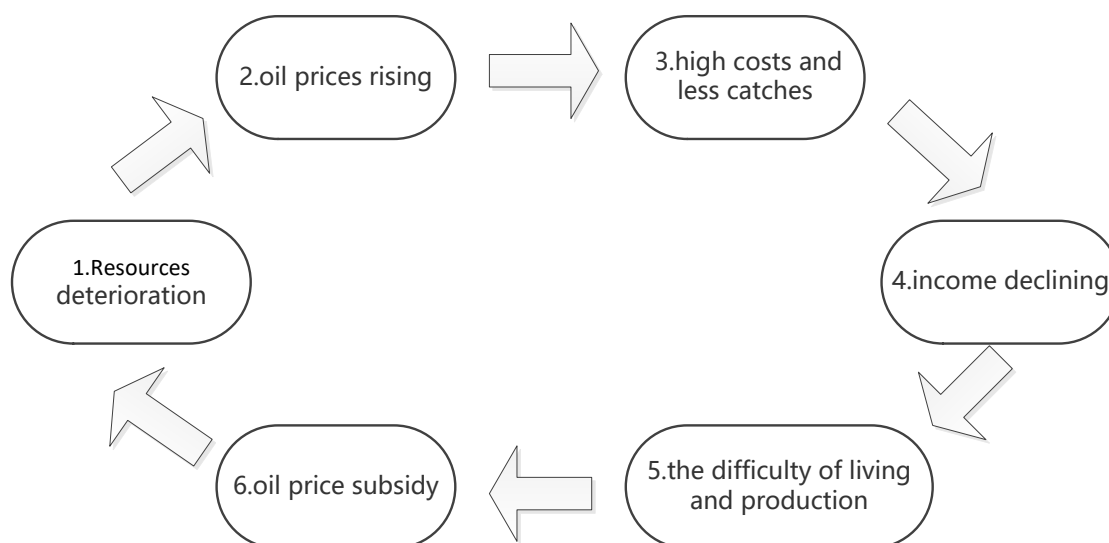 1.Resources
deterioration
2.oil prices rising
3.high costs and
less catches
4.income declining
5.the difficulty of living
and production
6.oil price subsidy